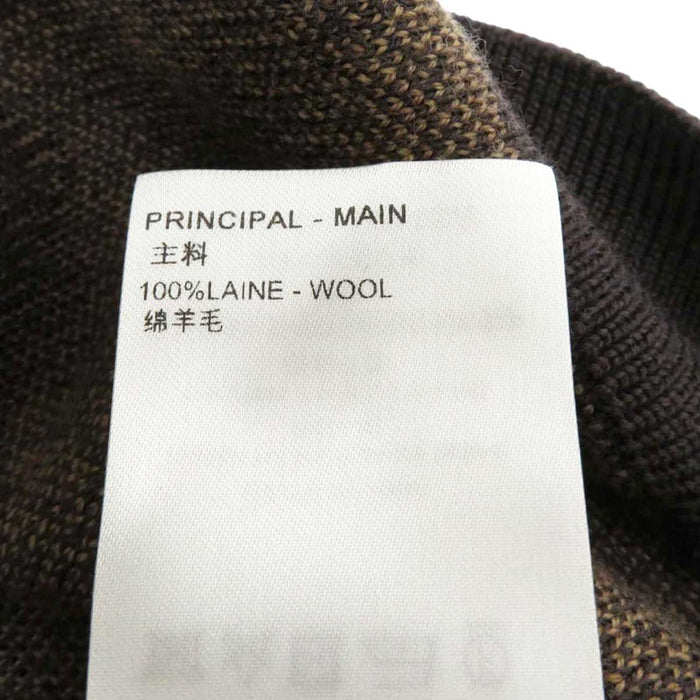 PRINCIPAL - MAIN
主料
100%LAINE - WOOL
绵羊毛